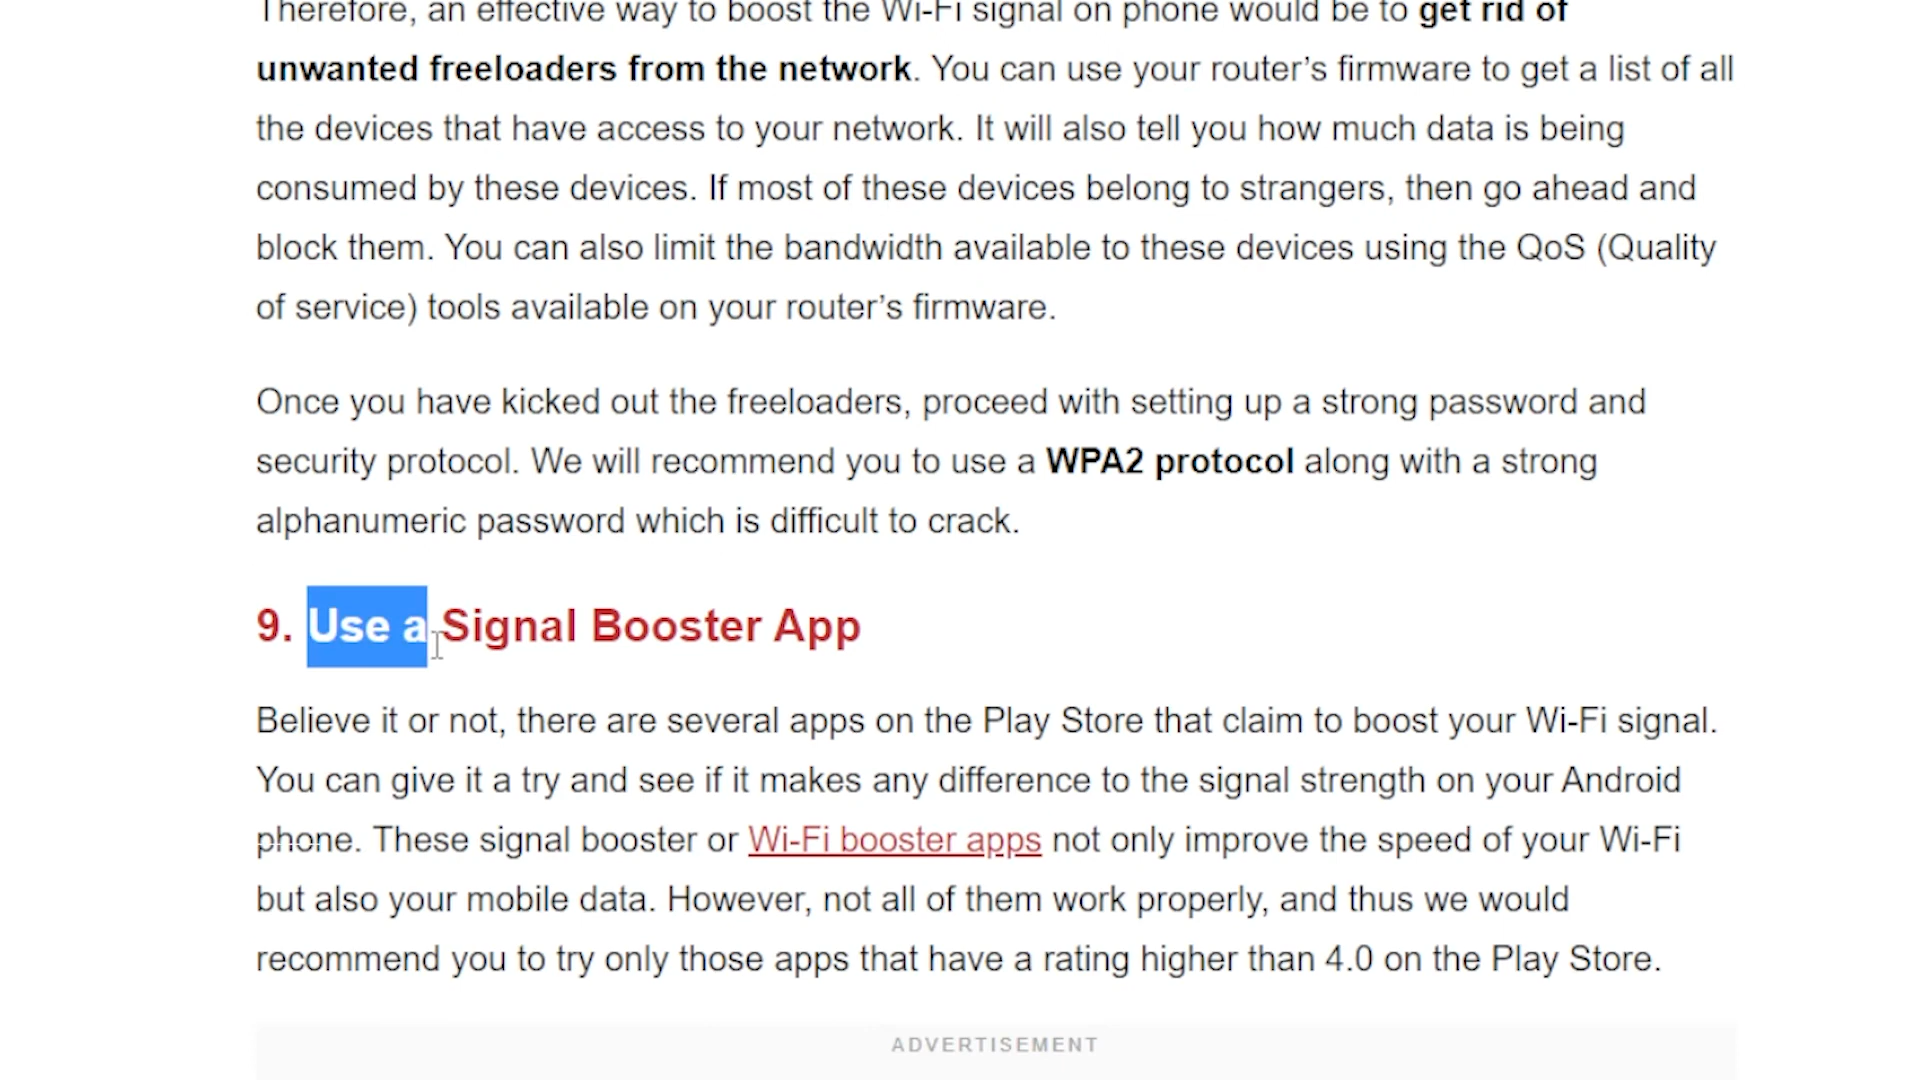 Therefore, an effective way to boost the Wi-Fi signal on phone would be to get rid of
unwanted freeloaders from the network. You can use your router’s firmware to get a list of all
the devices that have access to your network. It will also tell you how much data is being
consumed by these devices. If most of these devices belong to strangers, then go ahead and
block them. You can also limit the bandwidth available to these devices using the QoS (Quality
of service) tools available on your router’s firmware.
Once you have kicked out the freeloaders, proceed with setting up a strong password and
security protocol. We will recommend you to use a WPA2 protocol along with a strong
alphanumeric password which is difficult to crack.
9. Use a Signal Booster App
Believe it or not, there are several apps on the Play Store that claim to boost your Wi-Fi signal.
You can give it a try and see if it makes any difference to the signal strength on your Android
phone. These signal booster or Wi-Fi booster apps not only improve the speed of your Wi-Fi
but also your mobile data. However, not all of them work properly, and thus we would
recommend you to try only those apps that have a rating higher than 4.0 on the Play Store.
ADVERTISEMENT